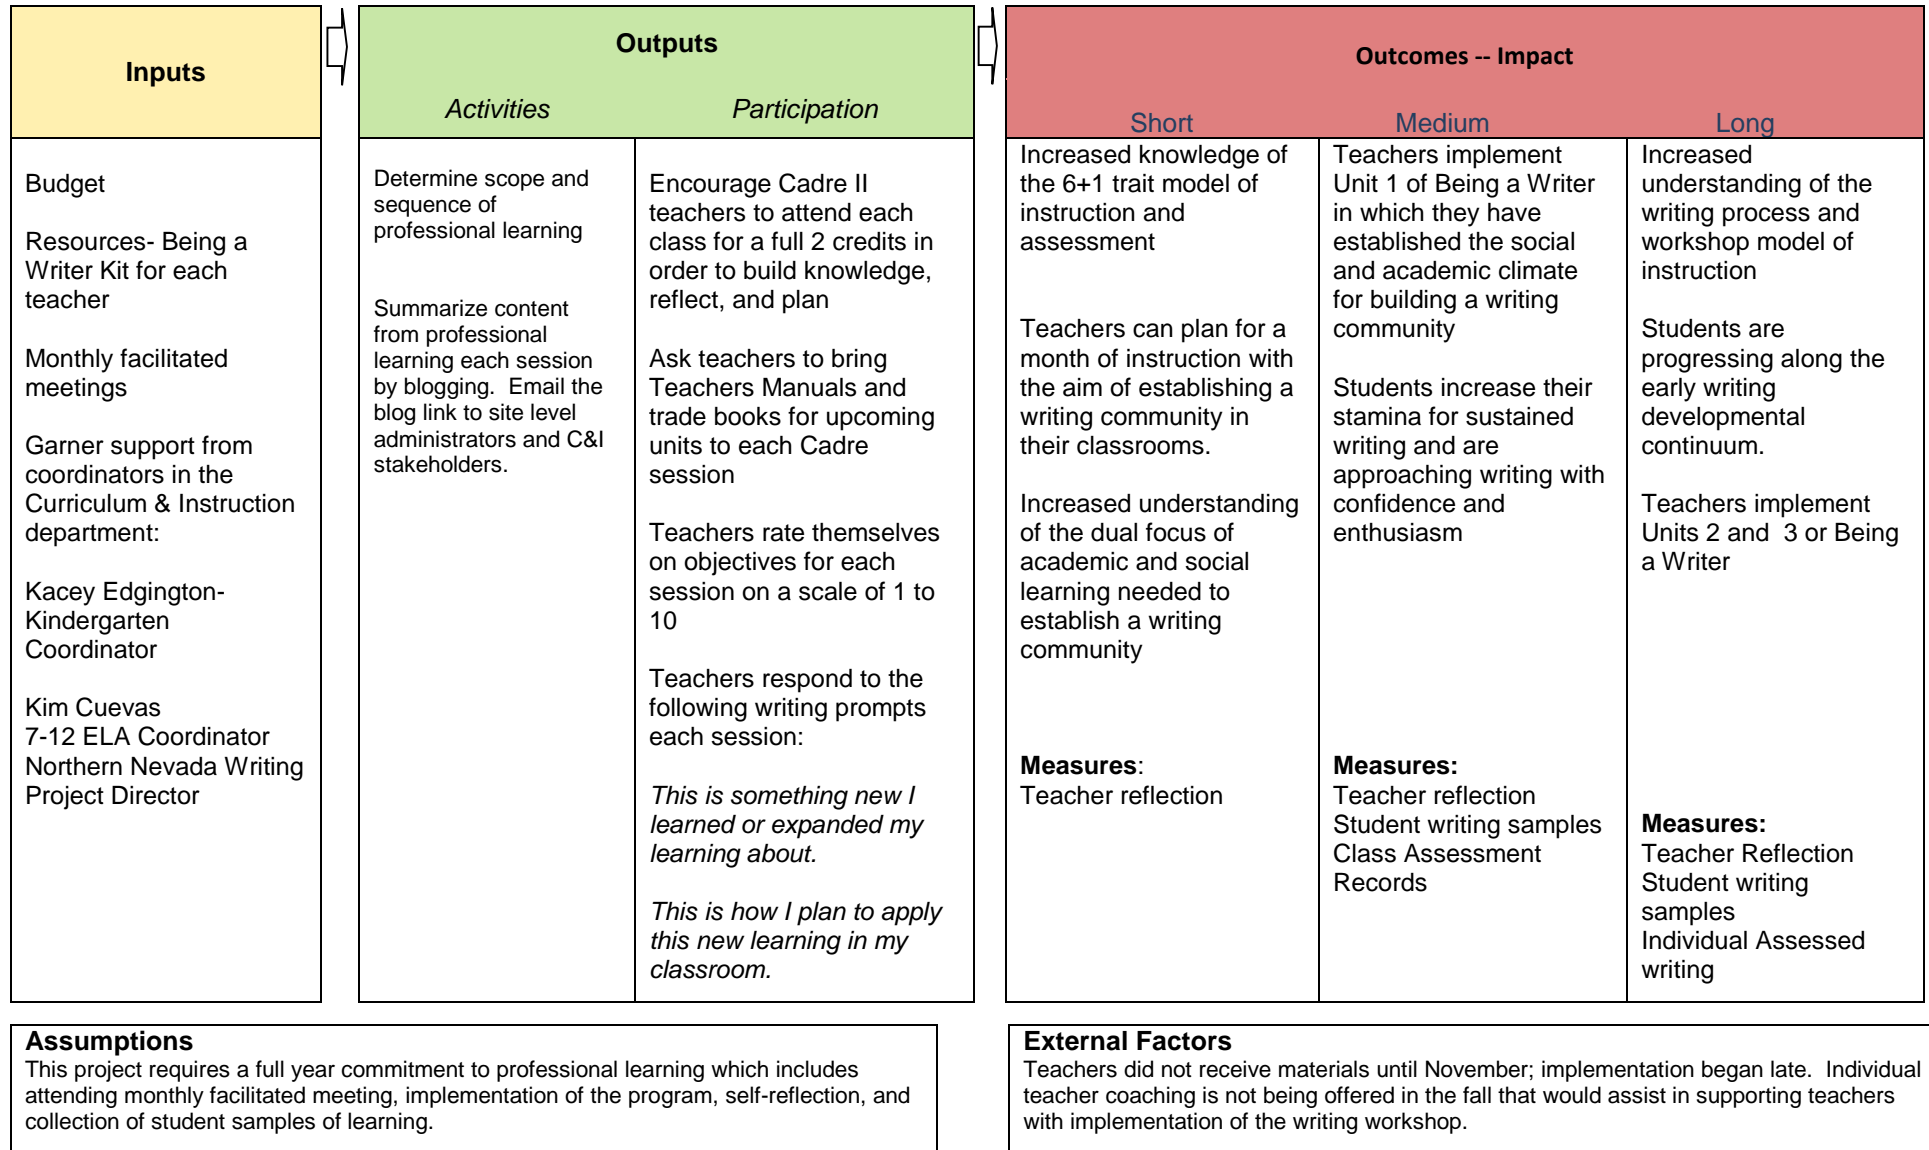 Inputs
Budget
Resources- Being a
Writer Kit for each
teacher
Monthly facilitated
meetings
Garner support from
coordinators in the
Curriculum & Instruction
department:
Kacey Edgington-
Kindergarten
Coordinator
Kim Cuevas
7-12 ELA Coordinator
Northern Nevada Writing
Project Director
Outputs
Activities
Determine scope and
sequence of
professional learning
Summarize content
from professional
learning each session
by blogging.  Email the
blog link to site level
administrators and C&I
stakeholders.
Participation
Encourage Cadre II
teachers to attend each
class for a full 2 credits in
order to build knowledge,
reflect, and plan
Ask teachers to bring
Teachers Manuals and
trade books for upcoming
units to each Cadre
session
Teachers rate themselves
on objectives for each
session on a scale of 1 to
10
Teachers respond to the
following writing prompts
each session:
This is something new I
learned or expanded my
learning about.
This is how I plan to apply
this new learning in my
classroom.
Outcomes -- Impact
Short
Increased knowledge of
the 6+1 trait model of
instruction and
assessment
Teachers can plan for a
month of instruction with
the aim of establishing a
writing community in
their classrooms.
Increased understanding
of the dual focus of
academic and social
learning needed to
establish a writing
community
Measures:
Teacher reflection
Medium
Teachers implement
Unit 1 of Being a Writer
in which they have
established the social
and academic climate
for building a writing
community
Students increase their
stamina for sustained
writing and are
approaching writing with
confidence and
enthusiasm
Measures:
Teacher reflection
Student writing samples
Class Assessment
Records
Long
Increased
understanding of the
writing process and
workshop model of
instruction
Students are
progressing along the
early writing
developmental
continuum.
Teachers implement
Units 2 and  3 or Being
a Writer
Measures:
Teacher Reflection
Student writing
samples
Individual Assessed
writing
Assumptions
This project requires a full year commitment to professional learning which includes
attending monthly facilitated meeting, implementation of the program, self-reflection, and
collection of student samples of learning.
External Factors
Teachers did not receive materials until November; implementation began late.  Individual
teacher coaching is not being offered in the fall that would assist in supporting teachers
with implementation of the writing workshop.